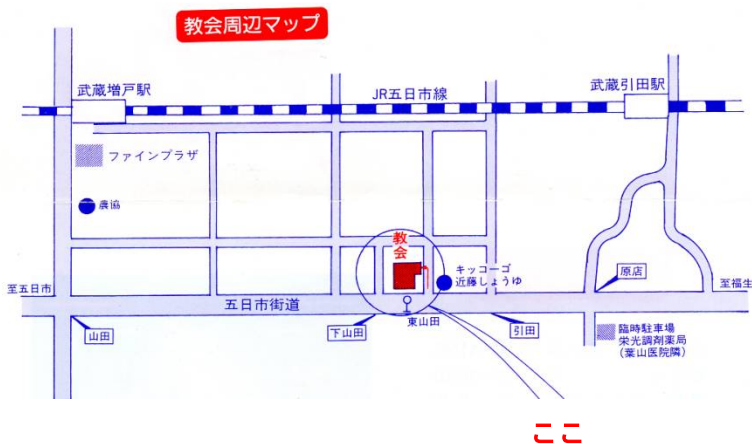 教会周辺マップ
武蔵増戸駅
JR五日市線
武蔵引田駅
ファインプラザ
農協
教会
キッコーゴ
近藤しょうゆ
原店
至五日市
至福生
五日市街道
山田
下山田
東山田
引田
臨時駐車場
栄光調剤薬局
(葉山医院隣)
ここ